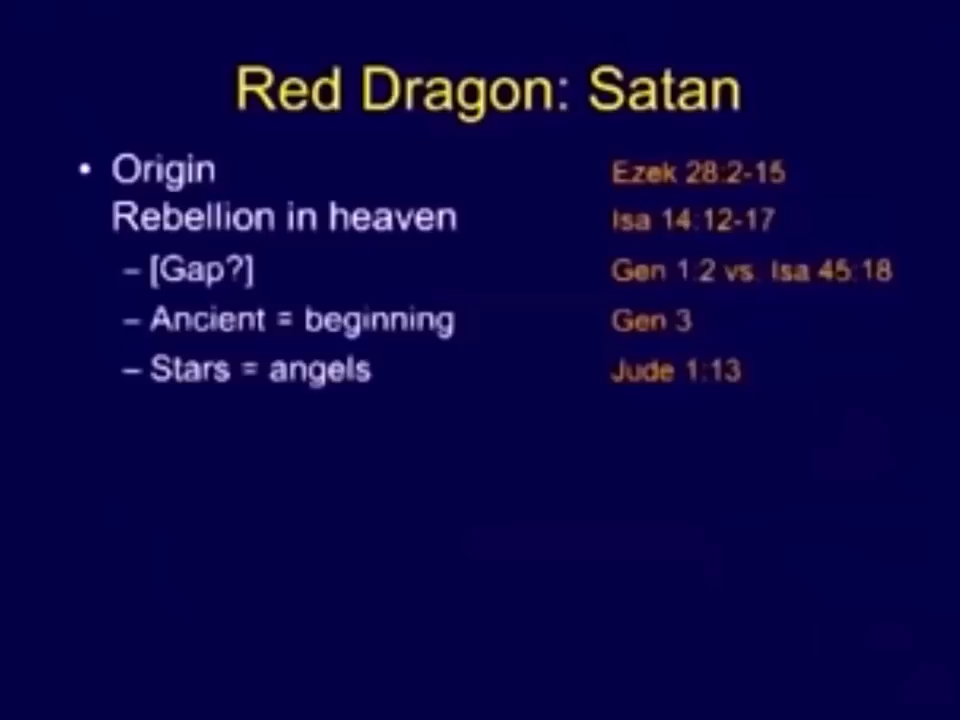 Red Dragon: Satan
• Origin Ezek 28:2-15
Rebellion in heaven Isa 14:12-17
– [Gap?] Gen 1:2 vs. Isa 45:18
– Ancient = beginning Gen 3
– Stars = angels Jude 1:13